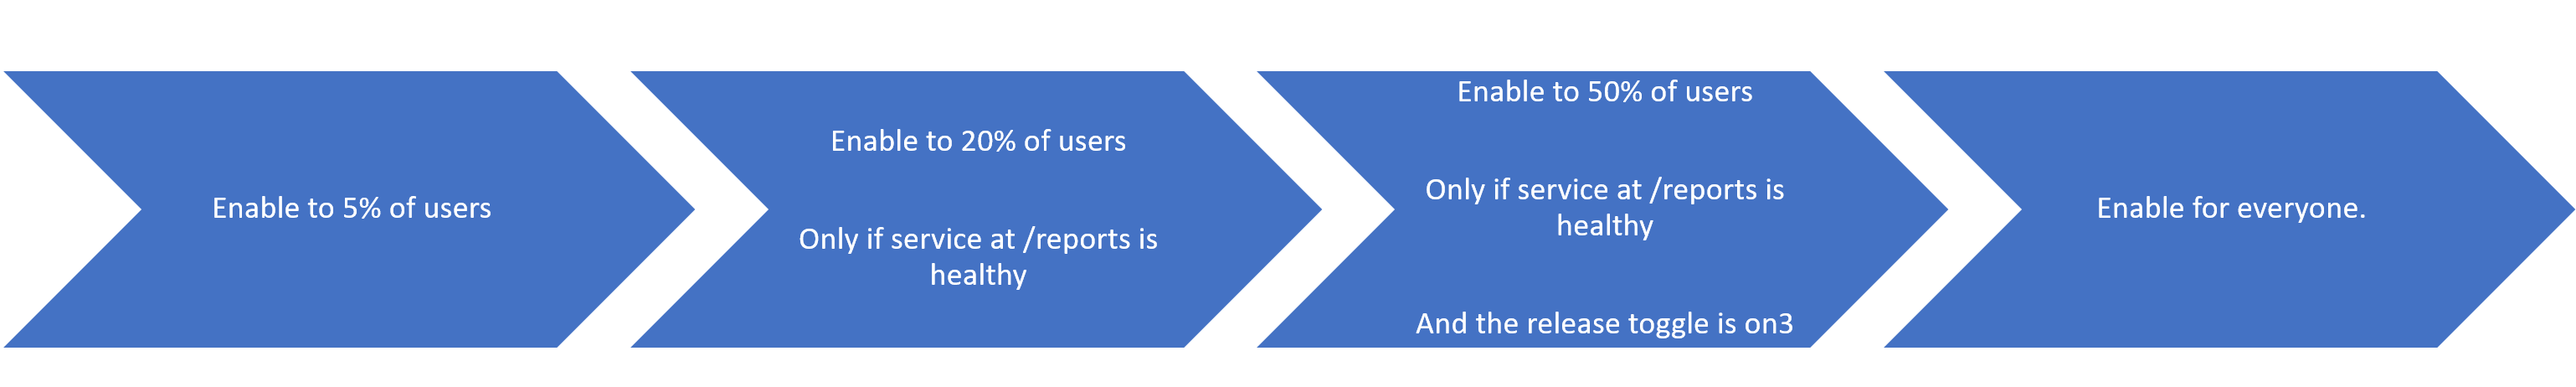 Enable to 5% of users
Enable to 20% of users
Only if service at /reports is
healthy
Enable to 50% of users
Only if service at /reports is
healthy
And the release toggle is on3
Enable for everyone.